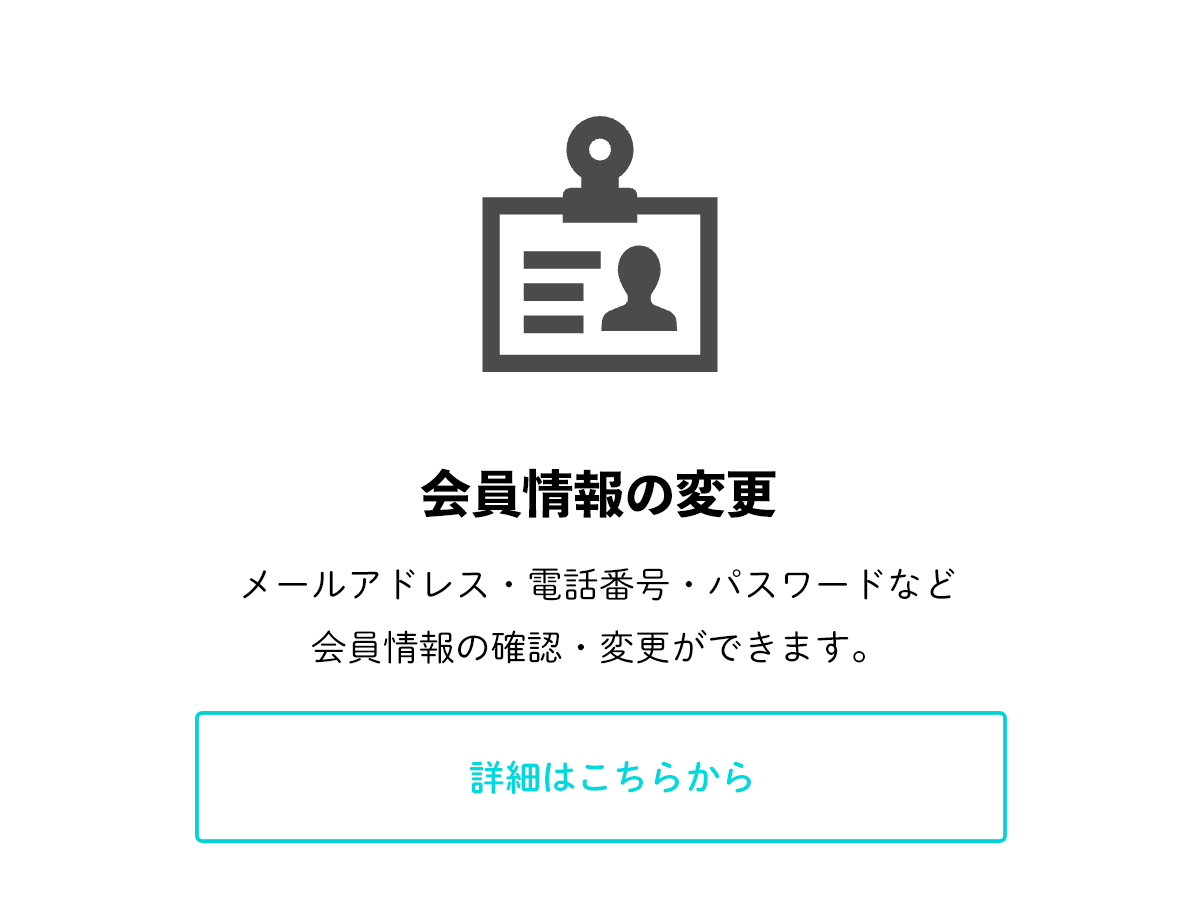 会員情報の変更
メールアドレス・電話番号・パスワードなど
会員情報の確認・変更ができます。
詳細はこちらから